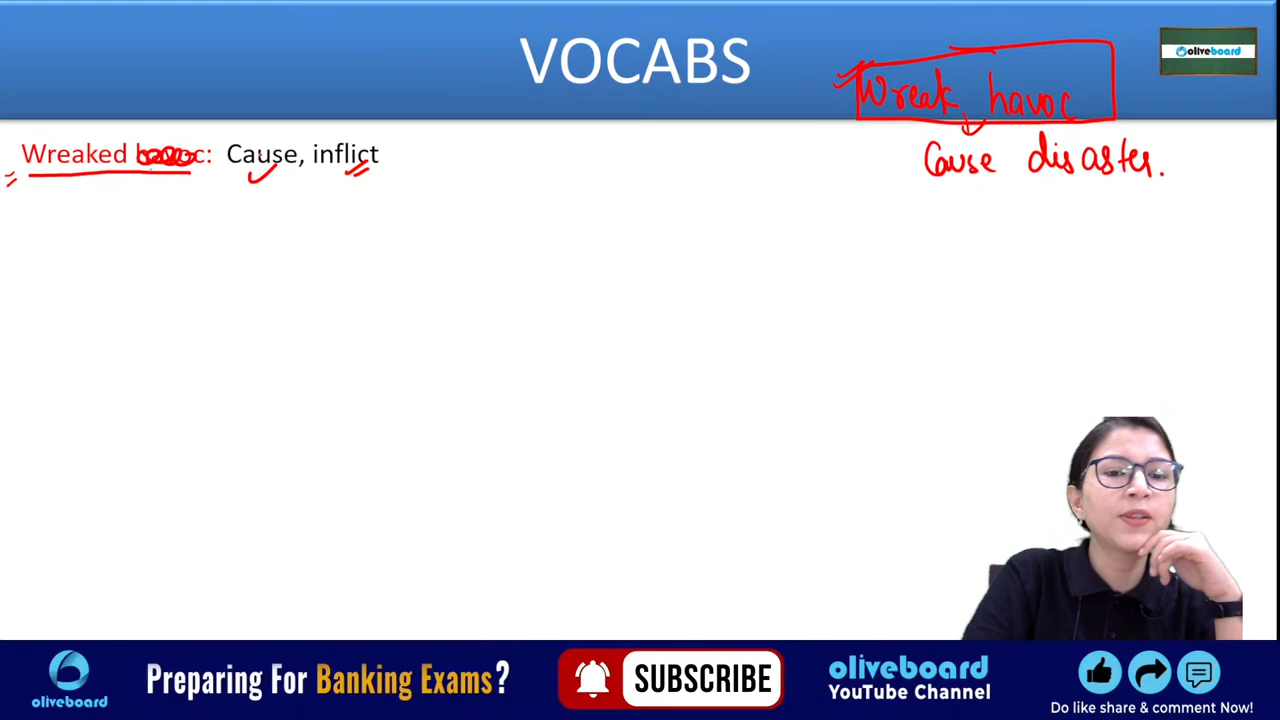 VOCABS
oliveboard
Wreak havoc
Wreaked havoc: Cause, inflict
Cause disaster.
oliveboard
Preparing For Banking Exams?
SUBSCRIBE
oliveboard
YouTube Channel
Do like share & comment Now!